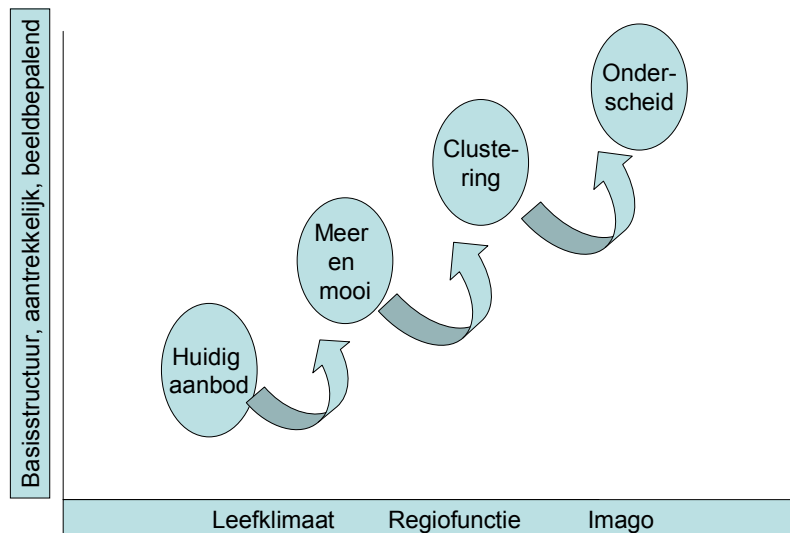 Basisstructuur, aantrekkelijk, beeldbepalend
Onder-
scheid
Cluste-
ring
Meer
en
mooi
Huidig
aanbod
Leefklimaat Regiofunctie Imago